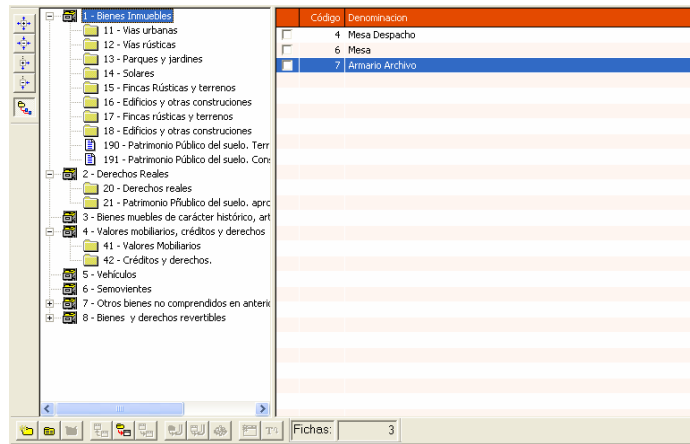 1 - Bienes Inmuebles
11 - Vias urbanas
12 - Vías rústicas
13 - Parques y jardines
14 - Solares
15 - Fincas Rústicas y terrenos
16 - Edificios y otras construciones
17 - Fincas rústicas y terrenos
18 - Edificios y otras construciones
190 - Patrimonio Público del suelo. Terr
191 - Patrimonio Público del suelo. Con
2 - Derechos Reales
20 - Derechos reales
21 - Patrimonio Pñublico del suelo. apro
3 - Bienes muebles de carácter histórico, art
4 - Valores mobiliarios, créditos y derechos
41 - Valores Mobiliarios
42 - Créditos y derechos.
5 - Vehículos
6 - Semovientes
7 - Otros bienes no comprendidos en anterio
8 - Bienes y derechos revertibles
Código Denominacion
4 Mesa Despacho
6 Mesa
7 Armario Archivo
Fichas: 3